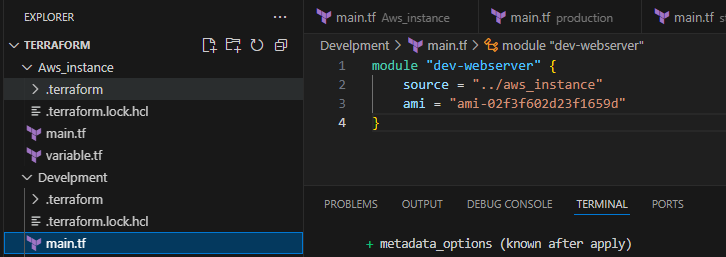 EXPLORER
TERRAFORM
Aws_instance
.terraform
.terraform.lock.hcl
main.tf
variable.tf
Develpment
.terraform
.terraform.lock.hcl
main.tf
main.tf Aws_instance
main.tf production
main.tf
Develpment > main.tf > module "dev-webserver"
1 module "dev-webserver" {
2 source = "../aws_instance"
3 ami = "ami-02f3f602d23f1659d"
4 }
PROBLEMS OUTPUT DEBUG CONSOLE TERMINAL PORTS
+ metadata_options (known after apply)